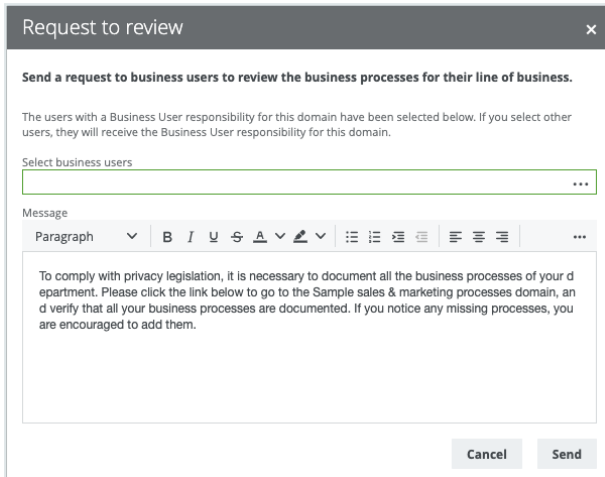 Request to review
×
Send a request to business users to review the business processes for their line of business.
The users with a Business User responsibility for this domain have been selected below. If you select other
users, they will receive the Business User responsibility for this domain.
Select business users
...
Message
Paragraph B I U S A ...
To comply with privacy legislation, it is necessary to document all the business processes of your d
epartment. Please click the link below to go to the Sample sales & marketing processes domain, an
d verify that all your business processes are documented. If you notice any missing processes, you
are encouraged to add them.
Cancel Send